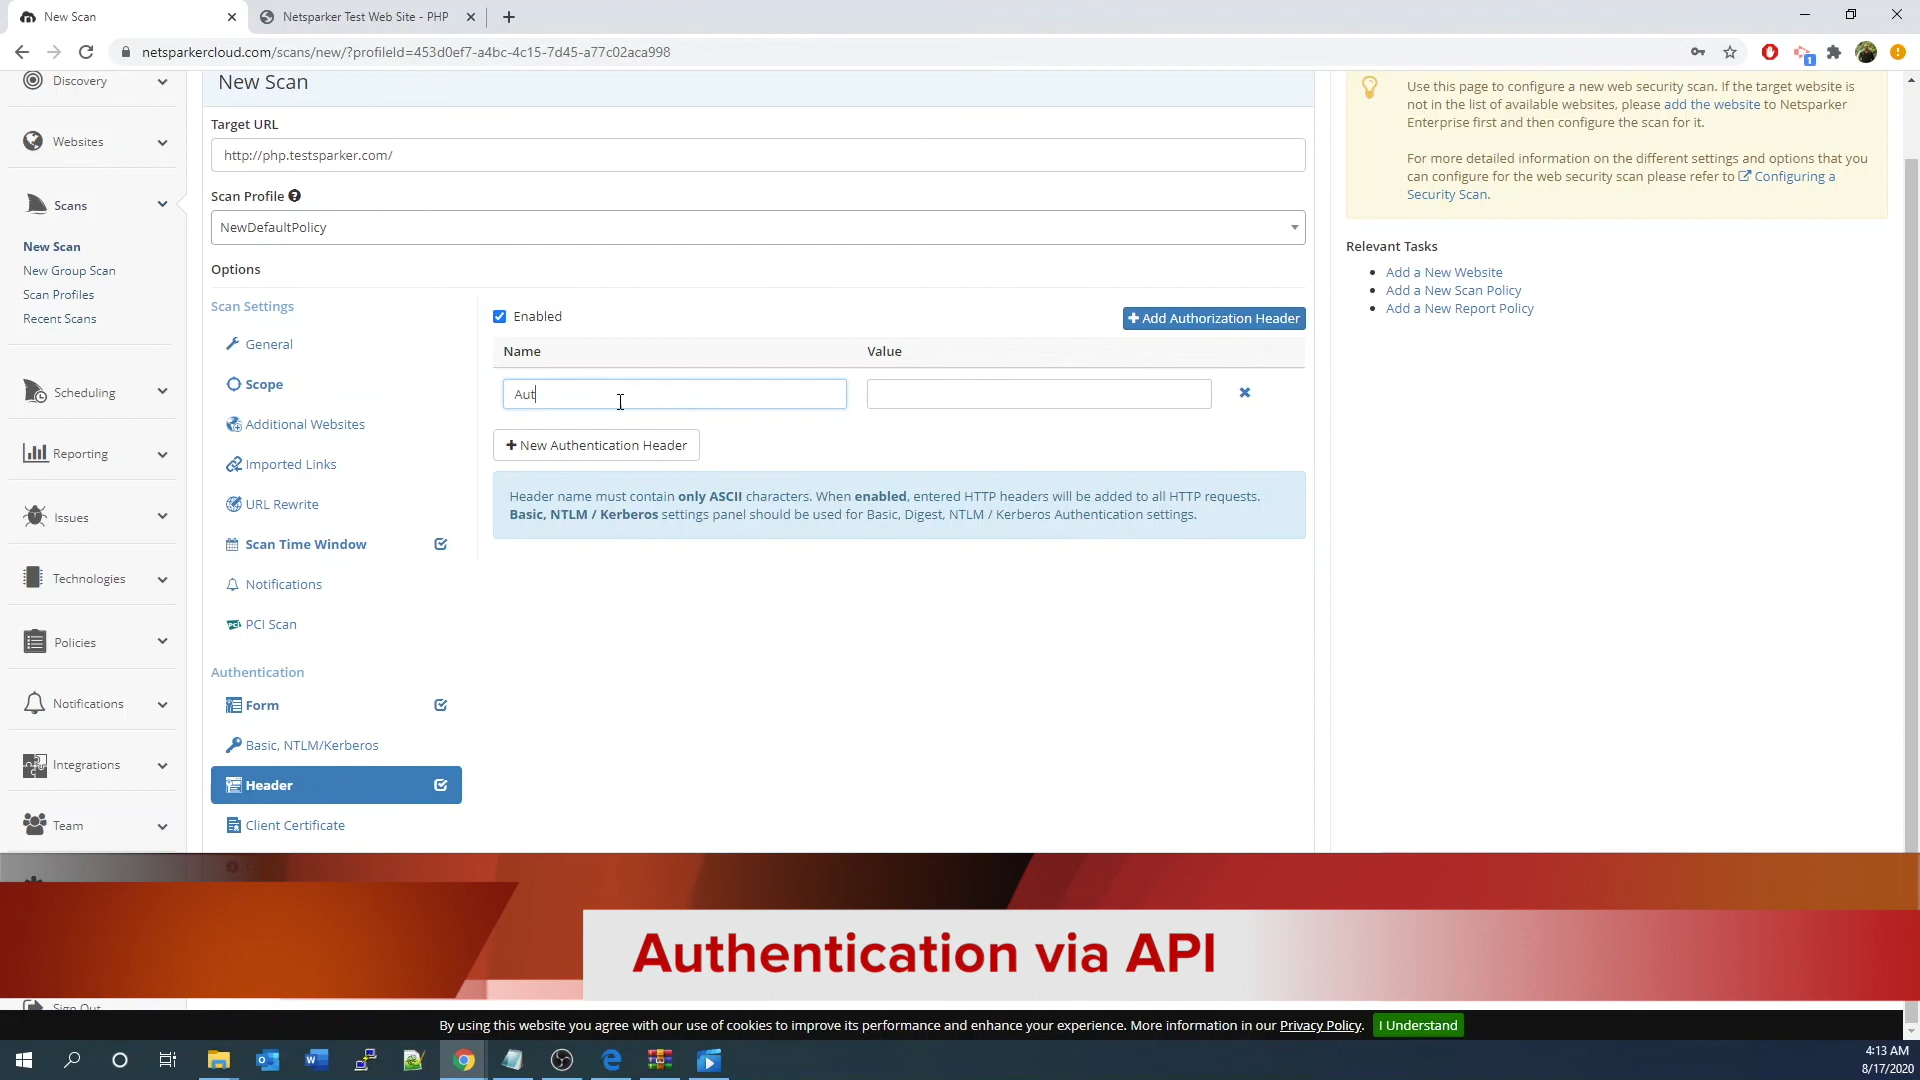 New Scan
Netsparker Test Web Site - PHP
netsparkercloud.com/scans/new/?profileId=453d0ef7-a4bc-4c15-7d45-a77c02aca998
1
Discovery
Websites
Scans
New Scan
New Group Scan
Scan Profiles
Recent Scans
Scheduling
Reporting
Issues
Technologies
Policies
Notifications
Integrations
Team
Sign Out
New Scan
Target URL
http://php.testsparker.com/
Scan Profile
NewDefaultPolicy
Options
Scan Settings
General
Scope
Additional Websites
Imported Links
URL Rewrite
Scan Time Window
Notifications
PCI Scan
Authentication
Form
Basic, NTLM/Kerberos
Header
Client Certificate
Enabled
+ Add Authorization Header
Name Value
Aut
+ New Authentication Header
Header name must contain only ASCII characters. When enabled, entered HTTP headers will be added to all HTTP requests.
Basic, NTLM / Kerberos settings panel should be used for Basic, Digest, NTLM / Kerberos Authentication settings.
Use this page to configure a new web security scan. If the target website is
not in the list of available websites, please add the website to Netsparker
Enterprise first and then configure the scan for it.
For more detailed information on the different settings and options that you
can configure for the web security scan please refer to Configuring a
Security Scan.
Relevant Tasks
Add a New Website
Add a New Scan Policy
Add a New Report Policy
Authentication via API
By using this website you agree with our use of cookies to improve its performance and enhance your experience. More information in our Privacy Policy. I Understand
4:13 AM
8/17/2020